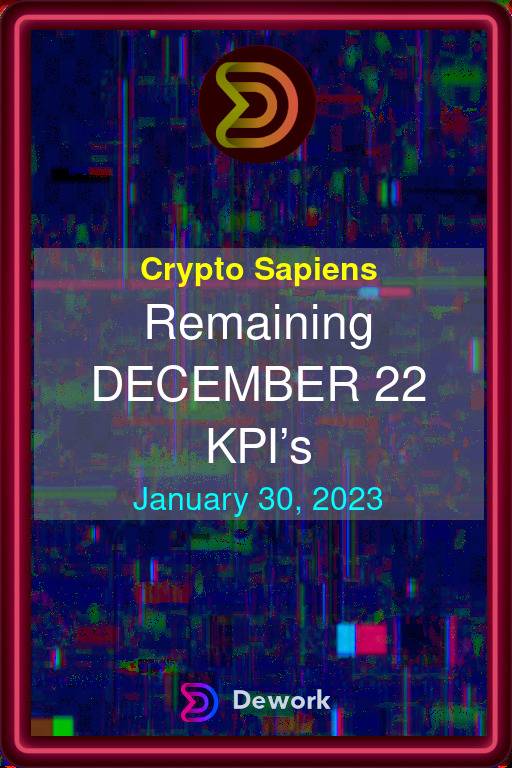 Crypto Sapiens
Remaining
DECEMBER 22
KPI’s
January 30, 2023
Dework